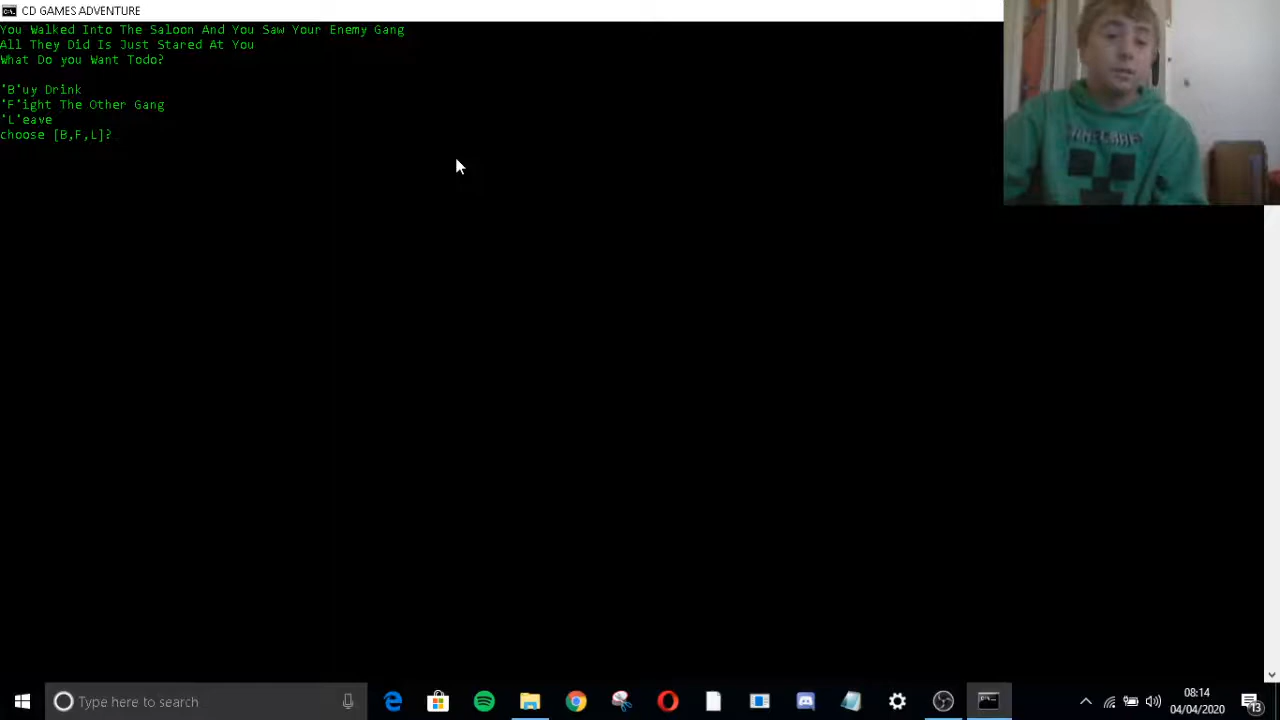 CD GAMES ADVENTURE
You Walked Into The Saloon And You Saw Your Enemy Gang
All They Did Is Just Stared At You
What Do you Want Todo?
'B'uy Drink
'F'ight The Other Gang
'L'eave
choose [B,F,L]?
MINECRAFT
Type here to search
08:14
04/04/2020
13